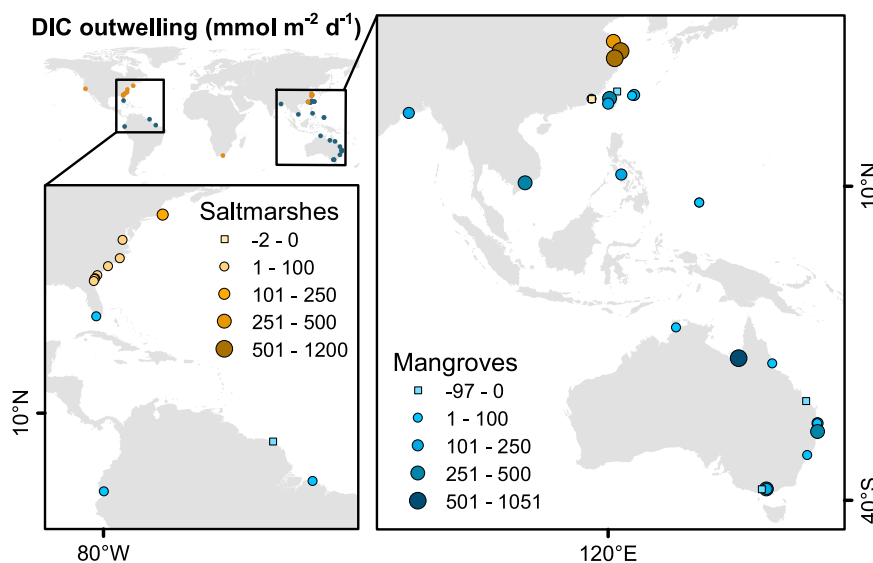 DIC outwelling (mmol m⁻² d⁻¹)
Saltmarshes
-2 - 0
1 - 100
101 - 250
251 - 500
501 - 1200
Mangroves
-97 - 0
1 - 100
101 - 250
251 - 500
501 - 1051
10°N
80°W
10°N
40°S
120°E